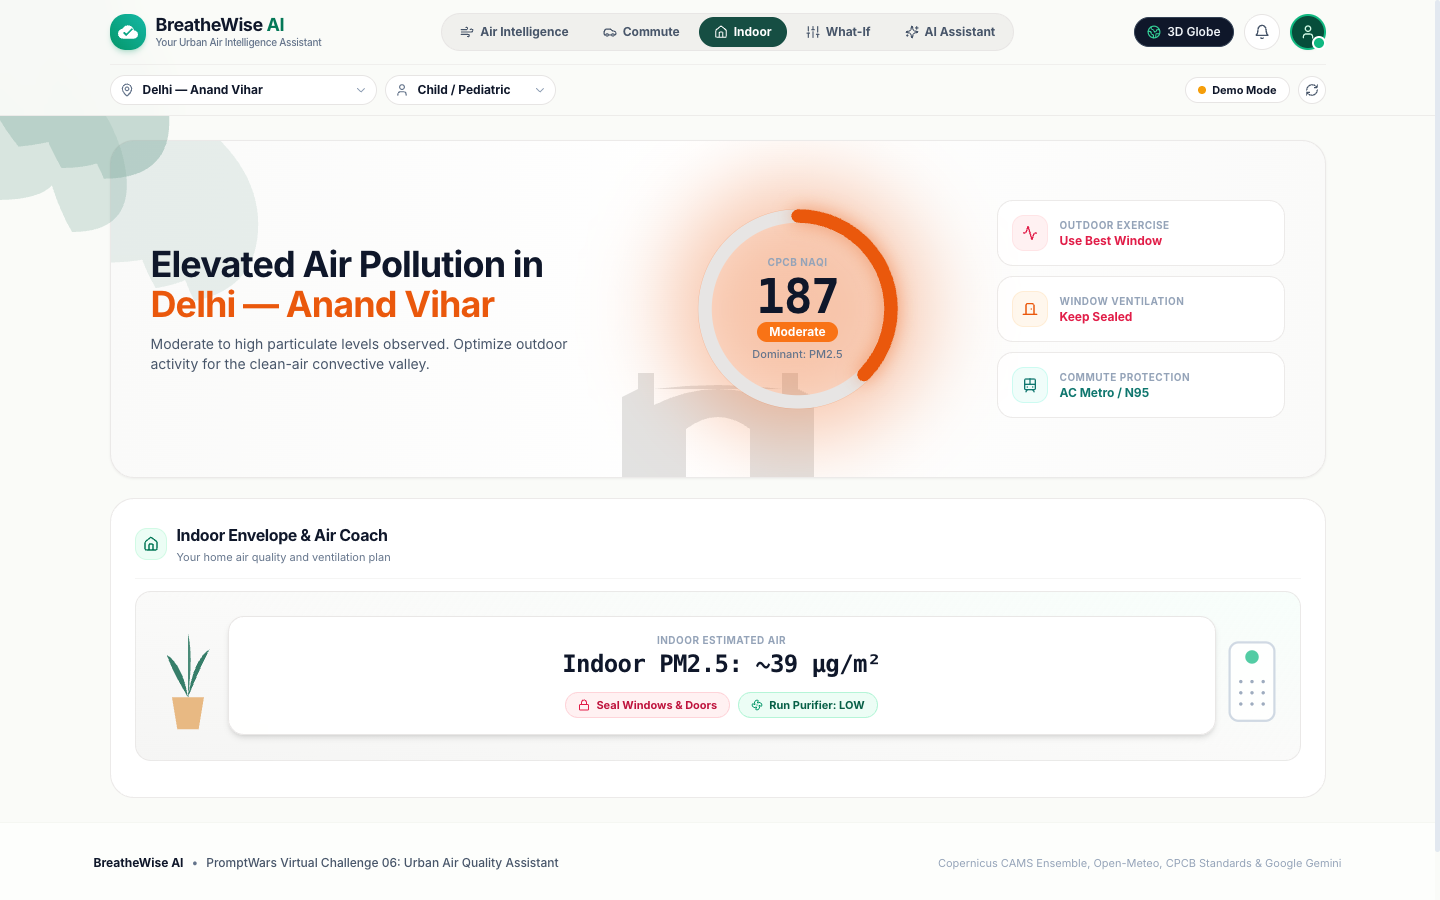 BreatheWise AI
Your Urban Air Intelligence Assistant
Air Intelligence
Commute
Indoor
What-If
AI Assistant
3D Globe
Delhi — Anand Vihar
Child / Pediatric
Demo Mode
Elevated Air Pollution in
Delhi — Anand Vihar
Moderate to high particulate levels observed. Optimize outdoor
activity for the clean-air convective valley.
CPCB NAQI
187
Moderate
Dominant: PM2.5
OUTDOOR EXERCISE
Use Best Window
WINDOW VENTILATION
Keep Sealed
COMMUTE PROTECTION
AC Metro / N95
Indoor Envelope & Air Coach
Your home air quality and ventilation plan
INDOOR ESTIMATED AIR
Indoor PM2.5: ~39 µg/m²
Seal Windows & Doors
Run Purifier: LOW
BreatheWise AI • PromptWars Virtual Challenge 06: Urban Air Quality Assistant
Copernicus CAMS Ensemble, Open-Meteo, CPCB Standards & Google Gemini